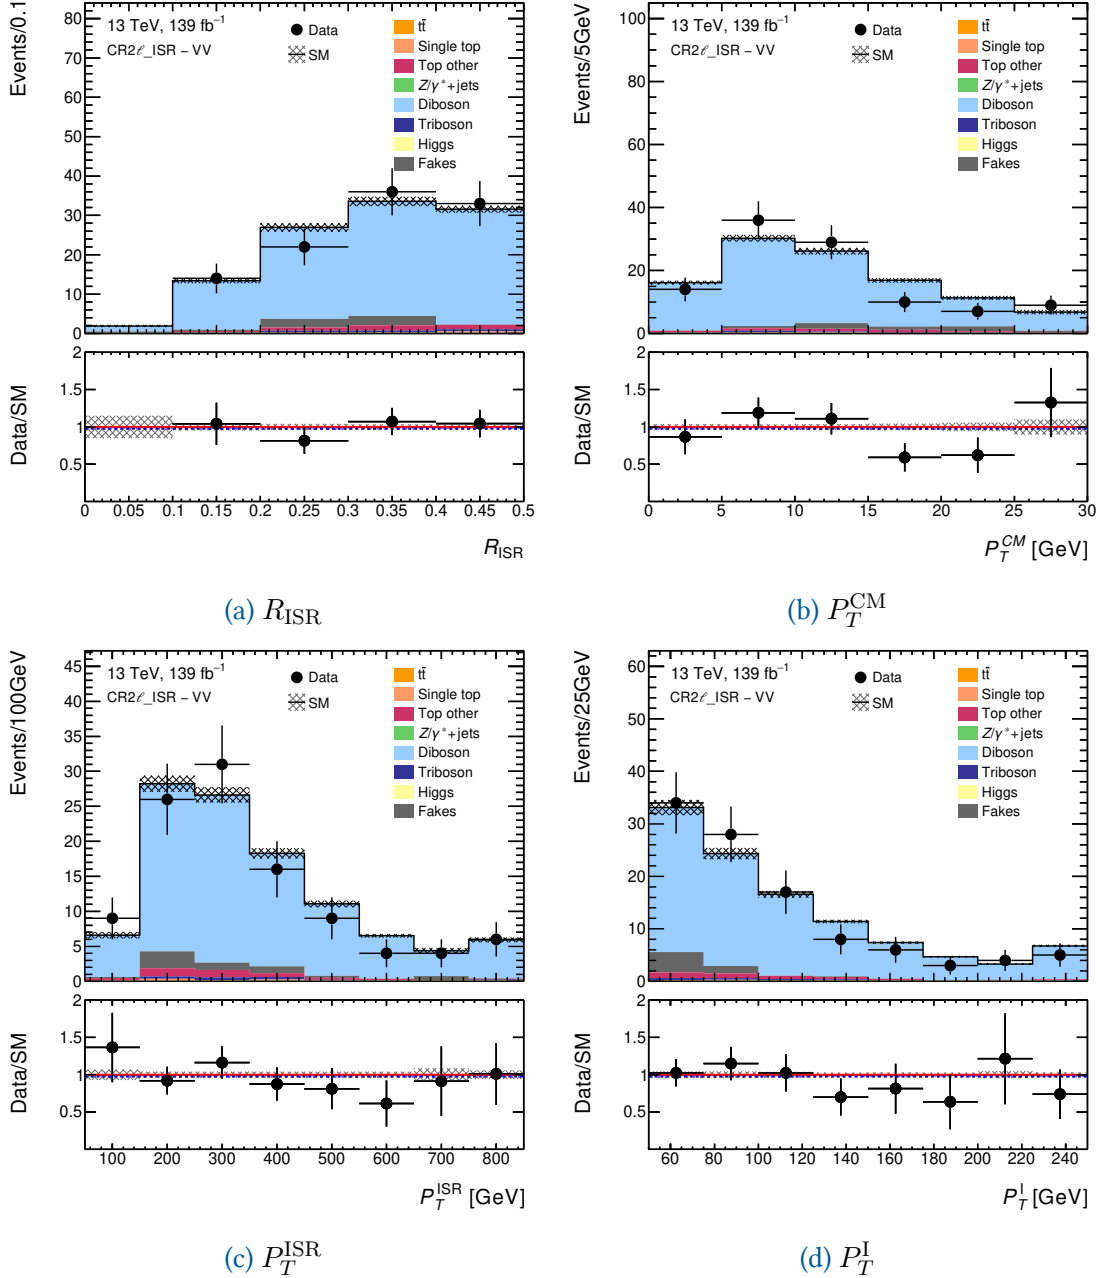 Events/0.1
13 TeV, 139 fb⁻¹
CR2ℓ_ISR – VV
Data
SM
tt̄
Single top
Top other
Z/γ*+jets
Diboson
Triboson
Higgs
Fakes
80
70
60
50
40
30
20
10
0
Data/SM
2
1.5
1
0.5
0 0.05 0.1 0.15 0.2 0.25 0.3 0.35 0.4 0.45 0.5
R_ISR
(a) R_ISR
Events/5GeV
13 TeV, 139 fb⁻¹
CR2ℓ_ISR – VV
Data
SM
tt̄
Single top
Top other
Z/γ*+jets
Diboson
Triboson
Higgs
Fakes
100
80
60
40
20
0
Data/SM
2
1.5
1
0.5
0 5 10 15 20 25 30
P_T^CM [GeV]
(b) P_T^CM
Events/100GeV
13 TeV, 139 fb⁻¹
CR2ℓ_ISR – VV
Data
SM
tt̄
Single top
Top other
Z/γ*+jets
Diboson
Triboson
Higgs
Fakes
45
40
35
30
25
20
15
10
5
0
Data/SM
2
1.5
1
0.5
100 200 300 400 500 600 700 800
P_T^ISR [GeV]
(c) P_T^ISR
Events/25GeV
13 TeV, 139 fb⁻¹
CR2ℓ_ISR – VV
Data
SM
tt̄
Single top
Top other
Z/γ*+jets
Diboson
Triboson
Higgs
Fakes
60
50
40
30
20
10
0
Data/SM
2
1.5
1
0.5
60 80 100 120 140 160 180 200 220 240
P_T^I [GeV]
(d) P_T^I